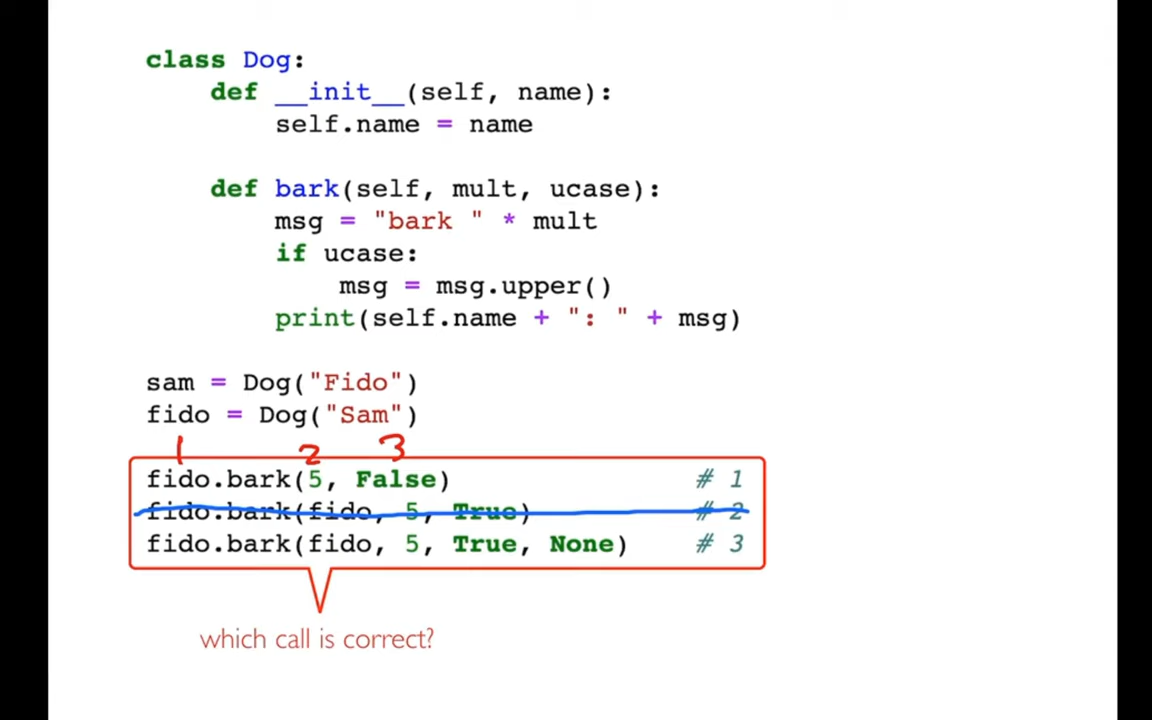 class Dog:
    def __init__(self, name):
        self.name = name
    def bark(self, mult, ucase):
        msg = "bark " * mult
        if ucase:
            msg = msg.upper()
        print(self.name + ": " + msg)
sam = Dog("Fido")
fido = Dog("Sam")
1 2 3
fido.bark(5, False) # 1
fido.bark(fido, 5, True) # 2
fido.bark(fido, 5, True, None) # 3
which call is correct?